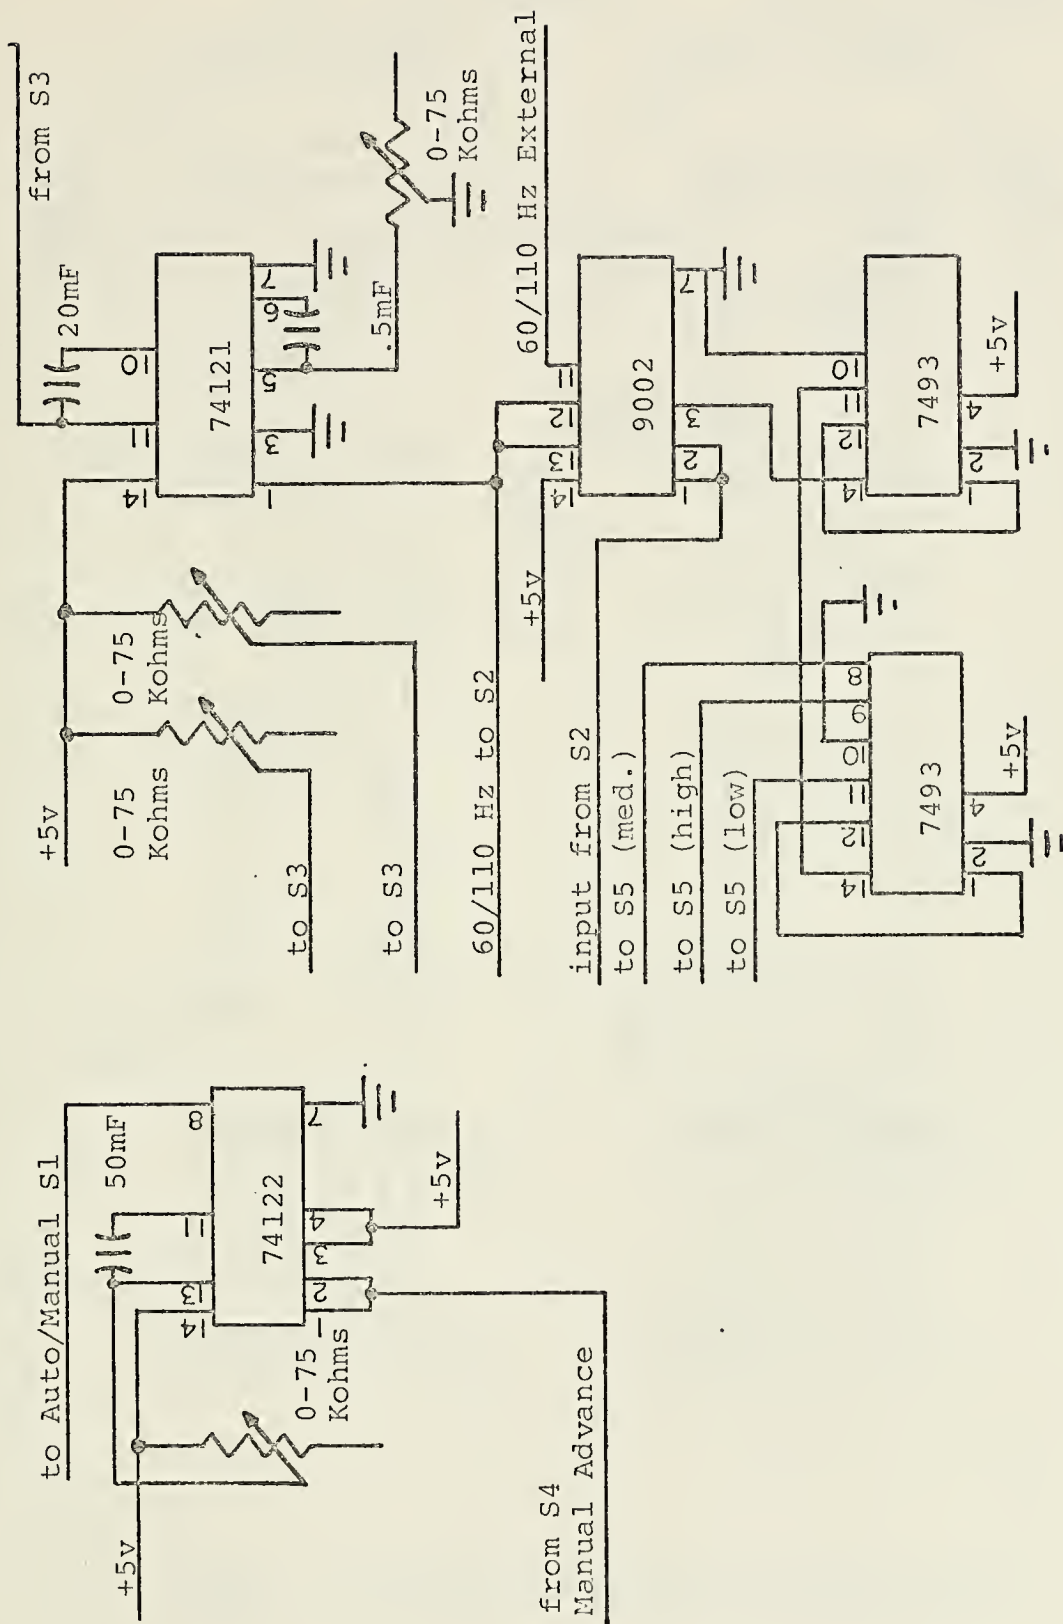 to Auto/Manual S1
50mF
+5v
14 13 11 8
74122
1 2 3 4 7
0-75
Kohms
+5v
from S4
Manual Advance
from S3
+5v
20mF
0-75
Kohms
0-75
Kohms
14 11 10
74121
1 3 5 6 7
to S3
to S3
.5mF
0-75
Kohms
60/110 Hz to S2
60/110 Hz External
+5v
14 13 12 11
9002
1 2 3 7
input from S2
to S5 (med.)
to S5 (high)
to S5 (low)
14 12 11 10 9 8
7493
1 2 4
+5v
14 12 11 10
7493
1 2 4
+5v